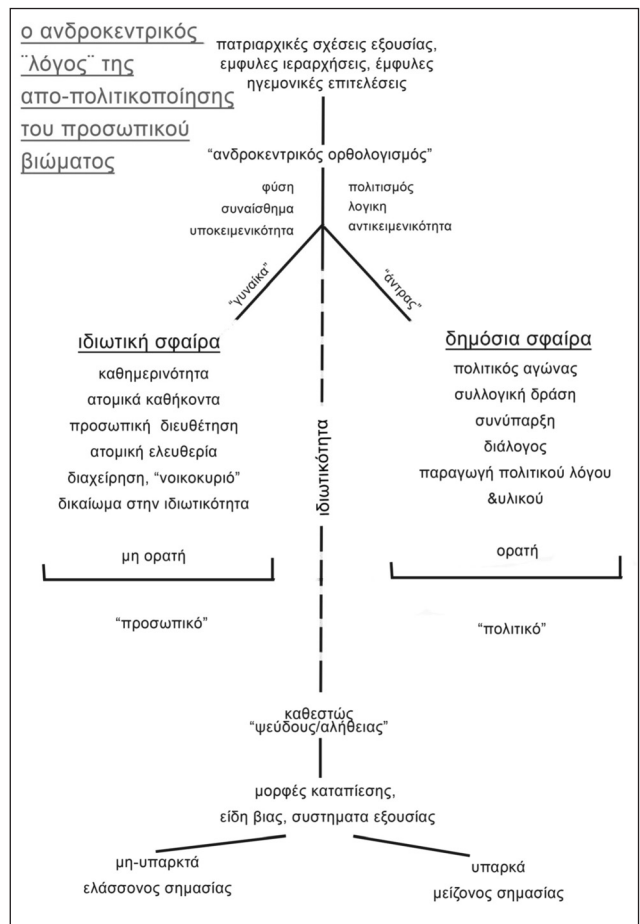 ο ανδροκεντρικός
¨λόγος¨ της
απο-πολιτικοποίησης
του προσωπικού
βιώματος
πατριαρχικές σχέσεις εξουσίας,
εμφυλες ιεραρχήσεις, έμφυλες
ηγεμονικές επιτελέσεις
“ανδροκεντρικός ορθολογισμός”
φύση
συναίσθημα
υποκειμενικότητα
πολιτισμός
λογικη
αντικειμενικότητα
“γυναίκα”
“άντρας”
ιδιωτική σφαίρα
καθημερινότητα
ατομικά καθήκοντα
προσωπική διευθέτηση
ατομική ελευθερία
διαχείρηση, “νοικοκυριό”
δικαίωμα στην ιδιωτικότητα
μη ορατή
“προσωπικό”
ιδιωτικότητα
δημόσια σφαίρα
πολιτικός αγώνας
συλλογική δράση
συνύπαρξη
διάλογος
παραγωγή πολιτικού λόγου
&υλικού
ορατή
“πολιτικό”
καθεστώς
“ψεύδους/αλήθειας”
μορφές καταπίεσης,
είδη βιας, συστηματα εξουσίας
μη-υπαρκτά
ελάσσονος σημασίας
υπαρκά
μείζονος σημασίας